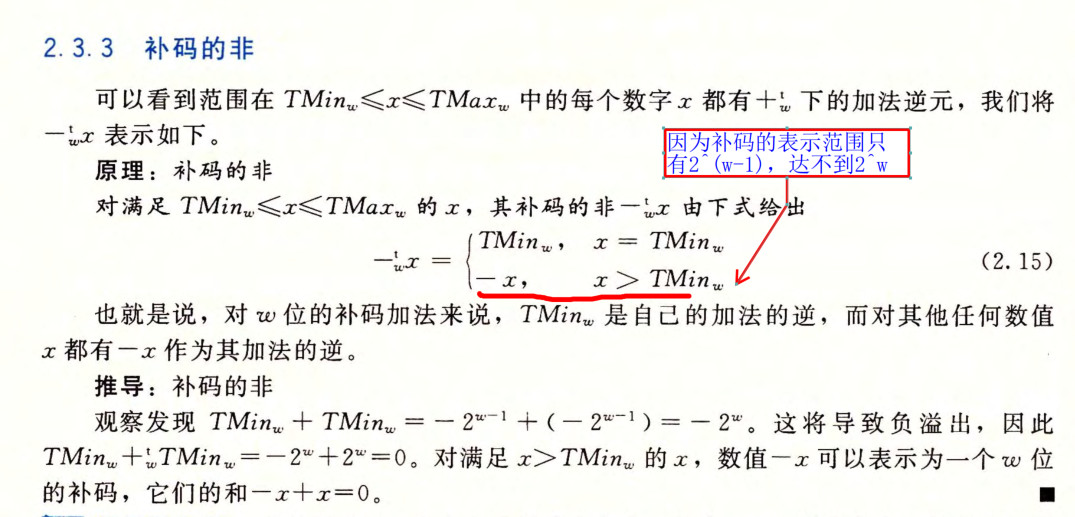 2.3.3 补码的非
可以看到范围在 TMin_w≤x≤TMax_w 中的每个数字 x 都有+^t_w 下的加法逆元，我们将
-^t_w x 表示如下。
因为补码的表示范围只
有2^(w-1)，达不到2^w
原理：补码的非
对满足 TMin_w≤x≤TMax_w 的 x，其补码的非-^t_w x 由下式给出
-^t_w x = { TMin_w， x = TMin_w
-x， x > TMin_w
(2.15)
也就是说，对 w 位的补码加法来说，TMin_w 是自己的加法的逆，而对其他任何数值
x 都有-x 作为其加法的逆。
推导：补码的非
观察发现 TMin_w + TMin_w = -2^{w-1} + (-2^{w-1}) = -2^w。这将导致负溢出，因此
TMin_w +^t_w TMin_w = -2^w + 2^w = 0。对满足 x>TMin_w 的 x，数值-x 可以表示为一个 w 位
的补码，它们的和-x+x=0。